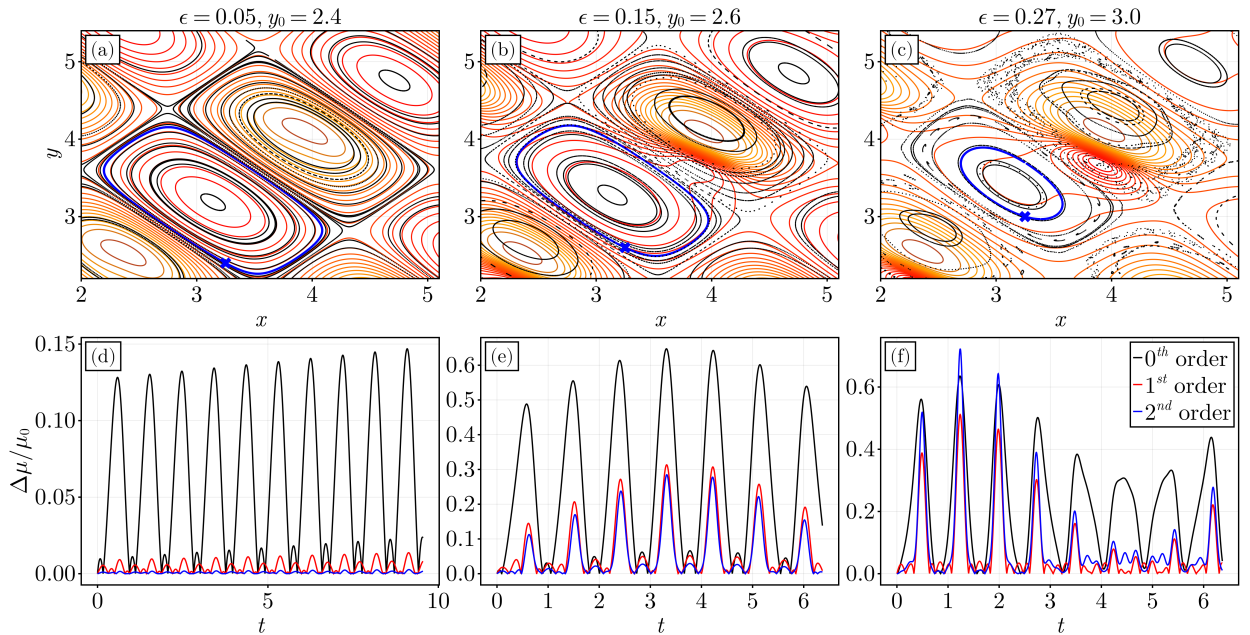 ϵ = 0.05, y₀ = 2.4
ϵ = 0.15, y₀ = 2.6
ϵ = 0.27, y₀ = 3.0
(a)
(b)
(c)
5
4
3
y
5
4
3
5
4
3
2 3 4 5
2 3 4 5
2 3 4 5
x
x
x
(d)
(e)
(f)
0.15
0.10
0.05
0.00
Δμ/μ₀
0.6
0.5
0.4
0.3
0.2
0.1
0.0
0.6
0.4
0.2
0.0
0ᵗʰ order
1ˢᵗ order
2ⁿᵈ order
0 5 10
0 1 2 3 4 5 6
0 1 2 3 4 5 6
t
t
t